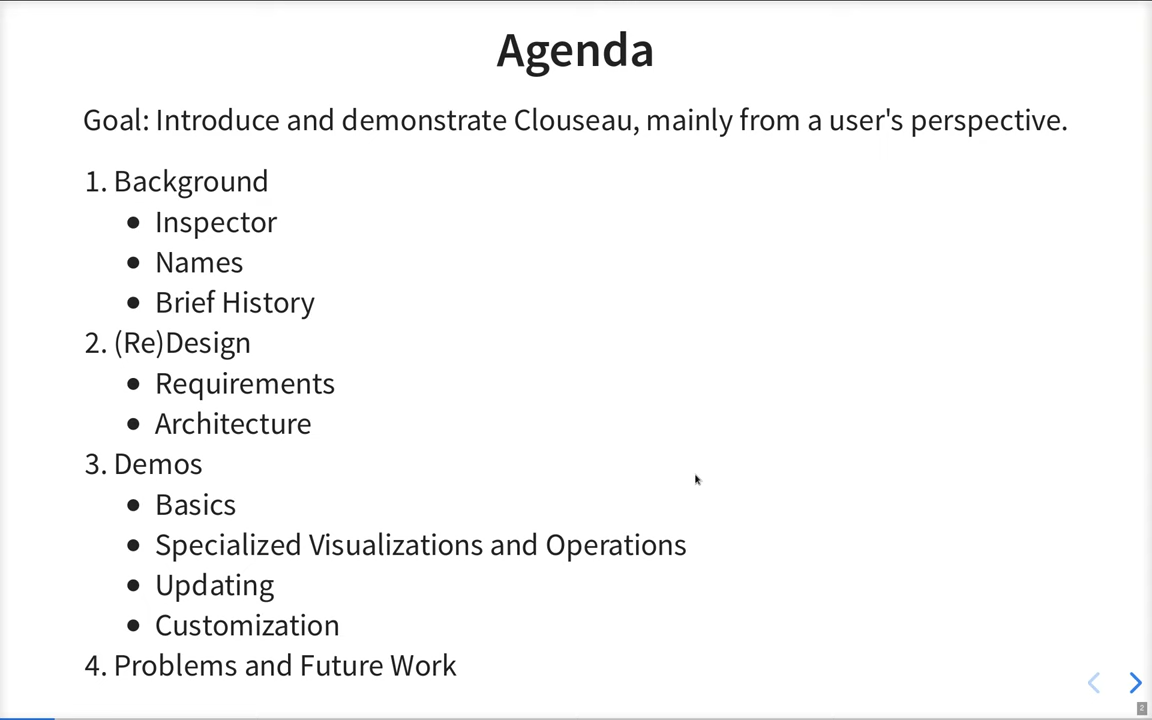 Agenda
Goal: Introduce and demonstrate Clouseau, mainly from a user's perspective.
1. Background
● Inspector
● Names
● Brief History
2. (Re)Design
● Requirements
● Architecture
3. Demos
● Basics
● Specialized Visualizations and Operations
● Updating
● Customization
4. Problems and Future Work
2